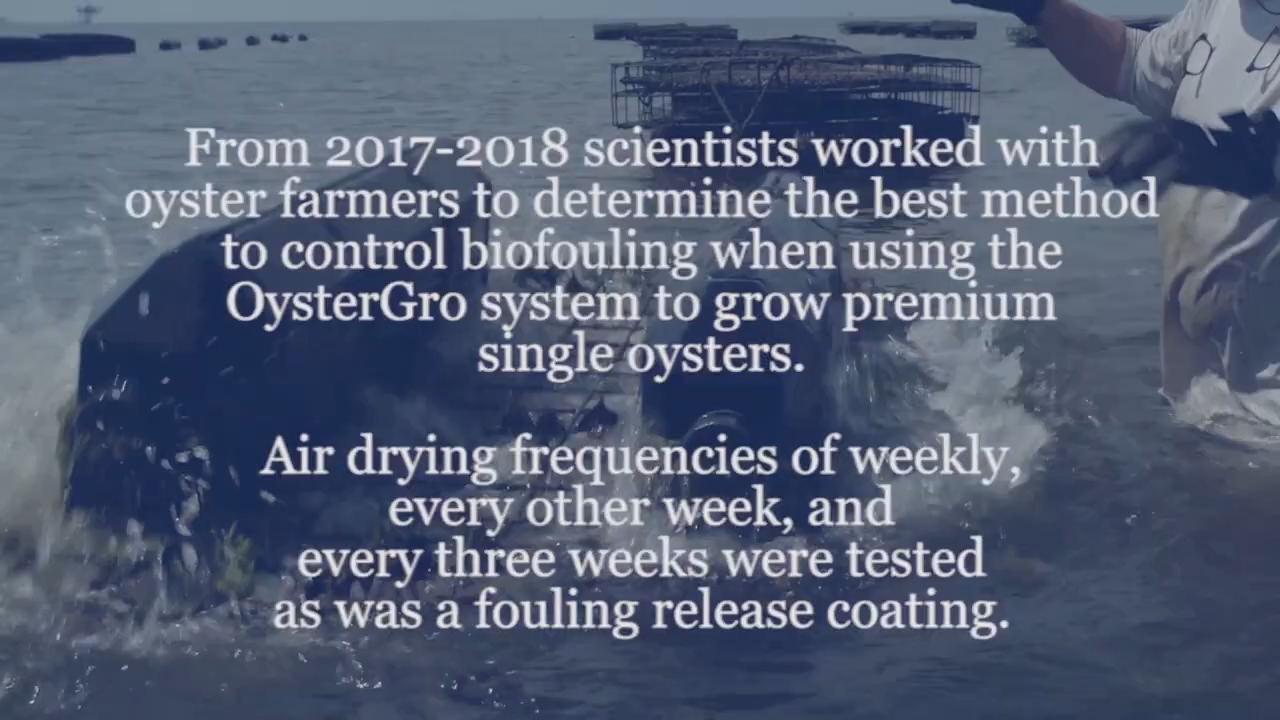 From 2017-2018 scientists worked with
oyster farmers to determine the best method
to control biofouling when using the
OysterGro system to grow premium
single oysters.
Air drying frequencies of weekly,
every other week, and
every three weeks were tested
as was a fouling release coating.